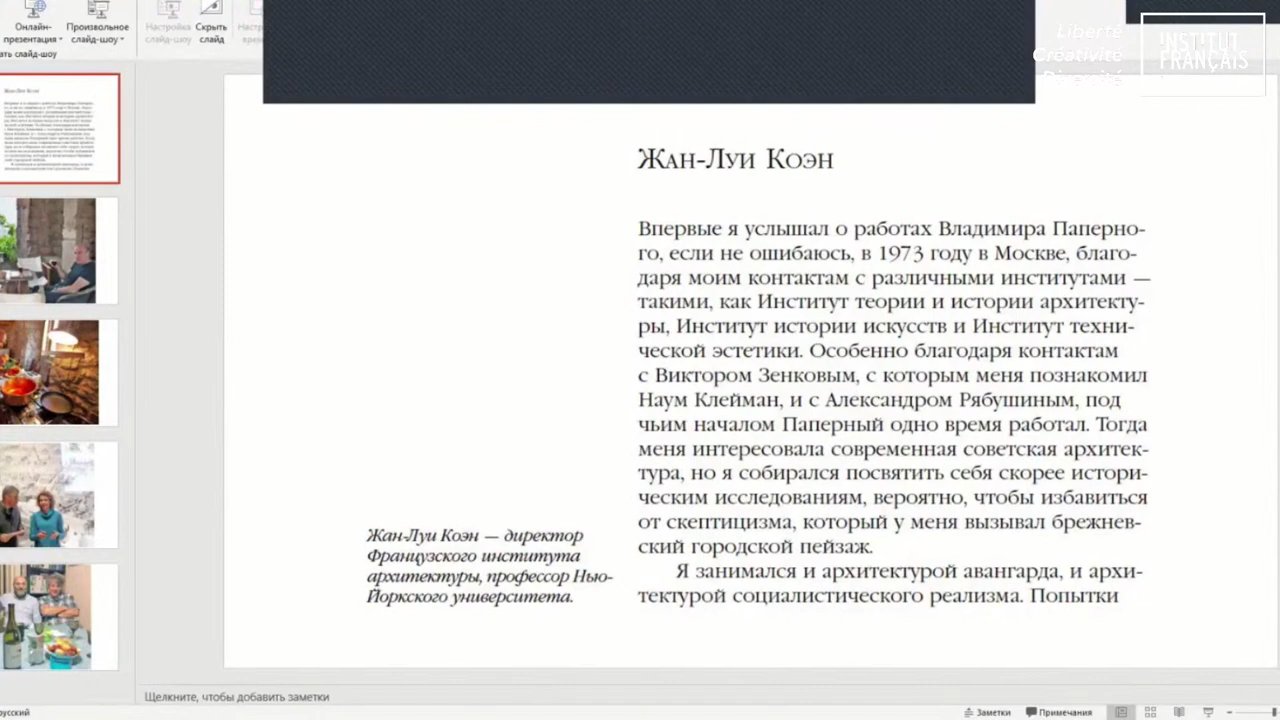 Онлайн-
презентация
Произвольное
слайд-шоу
Настройка
слайд-шоу
Скрыть
слайд
Liberté
Créativité
Diversité
INSTITUT
FRANÇAIS
Жан-Луи Коэн
Впервые я услышал о работах Владимира Паперно-
го, если не ошибаюсь, в 1973 году в Москве, благо-
даря моим контактам с различными институтами —
такими, как Институт теории и истории архитекту-
ры, Институт истории искусств и Институт техни-
ческой эстетики. Особенно благодаря контактам
с Виктором Зенковым, с которым меня познакомил
Наум Клейман, и с Александром Рябушиным, под
чьим началом Паперный одно время работал. Тогда
меня интересовала современная советская архитек-
тура, но я собирался посвятить себя скорее истори-
ческим исследованиям, вероятно, чтобы избавиться
от скептицизма, который у меня вызывал брежнев-
ский городской пейзаж.
Я занимался и архитектурой авангарда, и архи-
тектурой социалистического реализма. Попытки
Жан-Луи Коэн — директор
Французского института
архитектуры, профессор Нью-
Йоркского университета.
Щелкните, чтобы добавить заметки
Заметки
Примечания